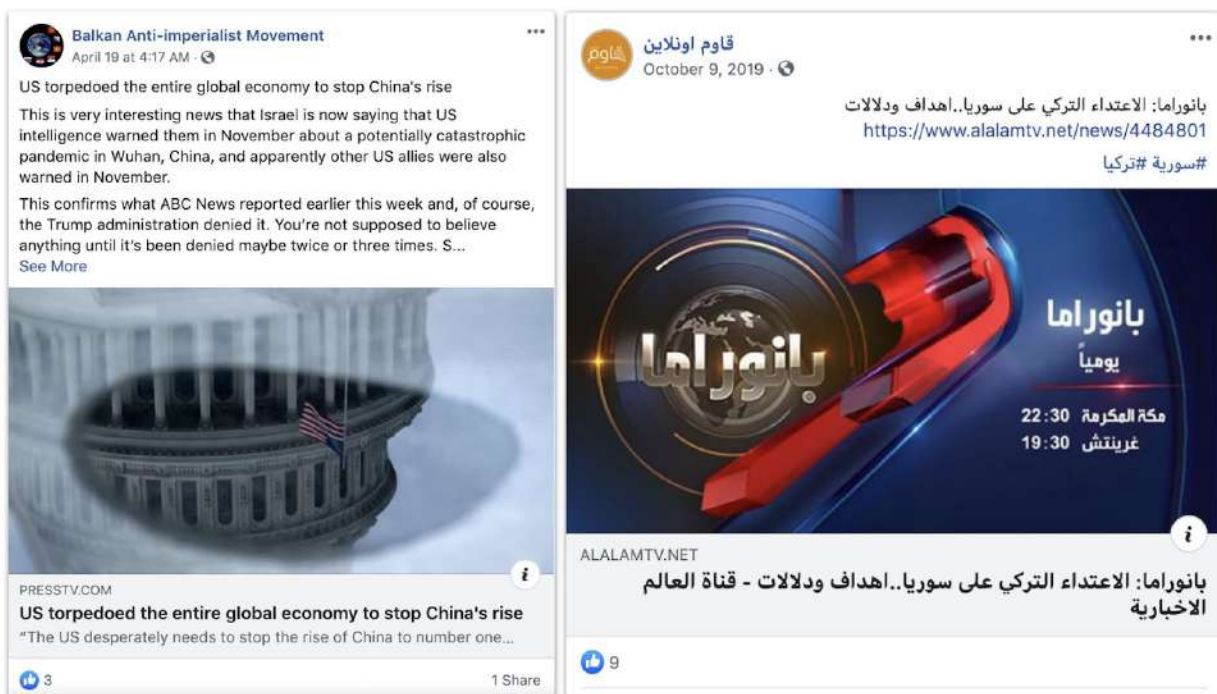 Balkan Anti-imperialist Movement
April 19 at 4:17 AM ·
US torpedoed the entire global economy to stop China's rise
This is very interesting news that Israel is now saying that US
intelligence warned them in November about a potentially catastrophic
pandemic in Wuhan, China, and apparently other US allies were also
warned in November.
This confirms what ABC News reported earlier this week and, of course,
the Trump administration denied it. You're not supposed to believe
anything until it's been denied maybe twice or three times. S...
See More
PRESSTV.COM
US torpedoed the entire global economy to stop China's rise
“The US desperately needs to stop the rise of China to number one...
3
1 Share
قاوم
قاوم اونلاين
October 9, 2019 ·
بانوراما: الاعتداء التركي على سوريا..اهداف ودلالات
https://www.alalamtv.net/news/4484801
#سورية #تركيا
بانوراما
بانوراما
يومياً
مكة المكرمة 22:30
غرينتش 19:30
ALALAMTV.NET
بانوراما: الاعتداء التركي على سوريا..اهداف ودلالات - قناة العالم
الاخبارية
9